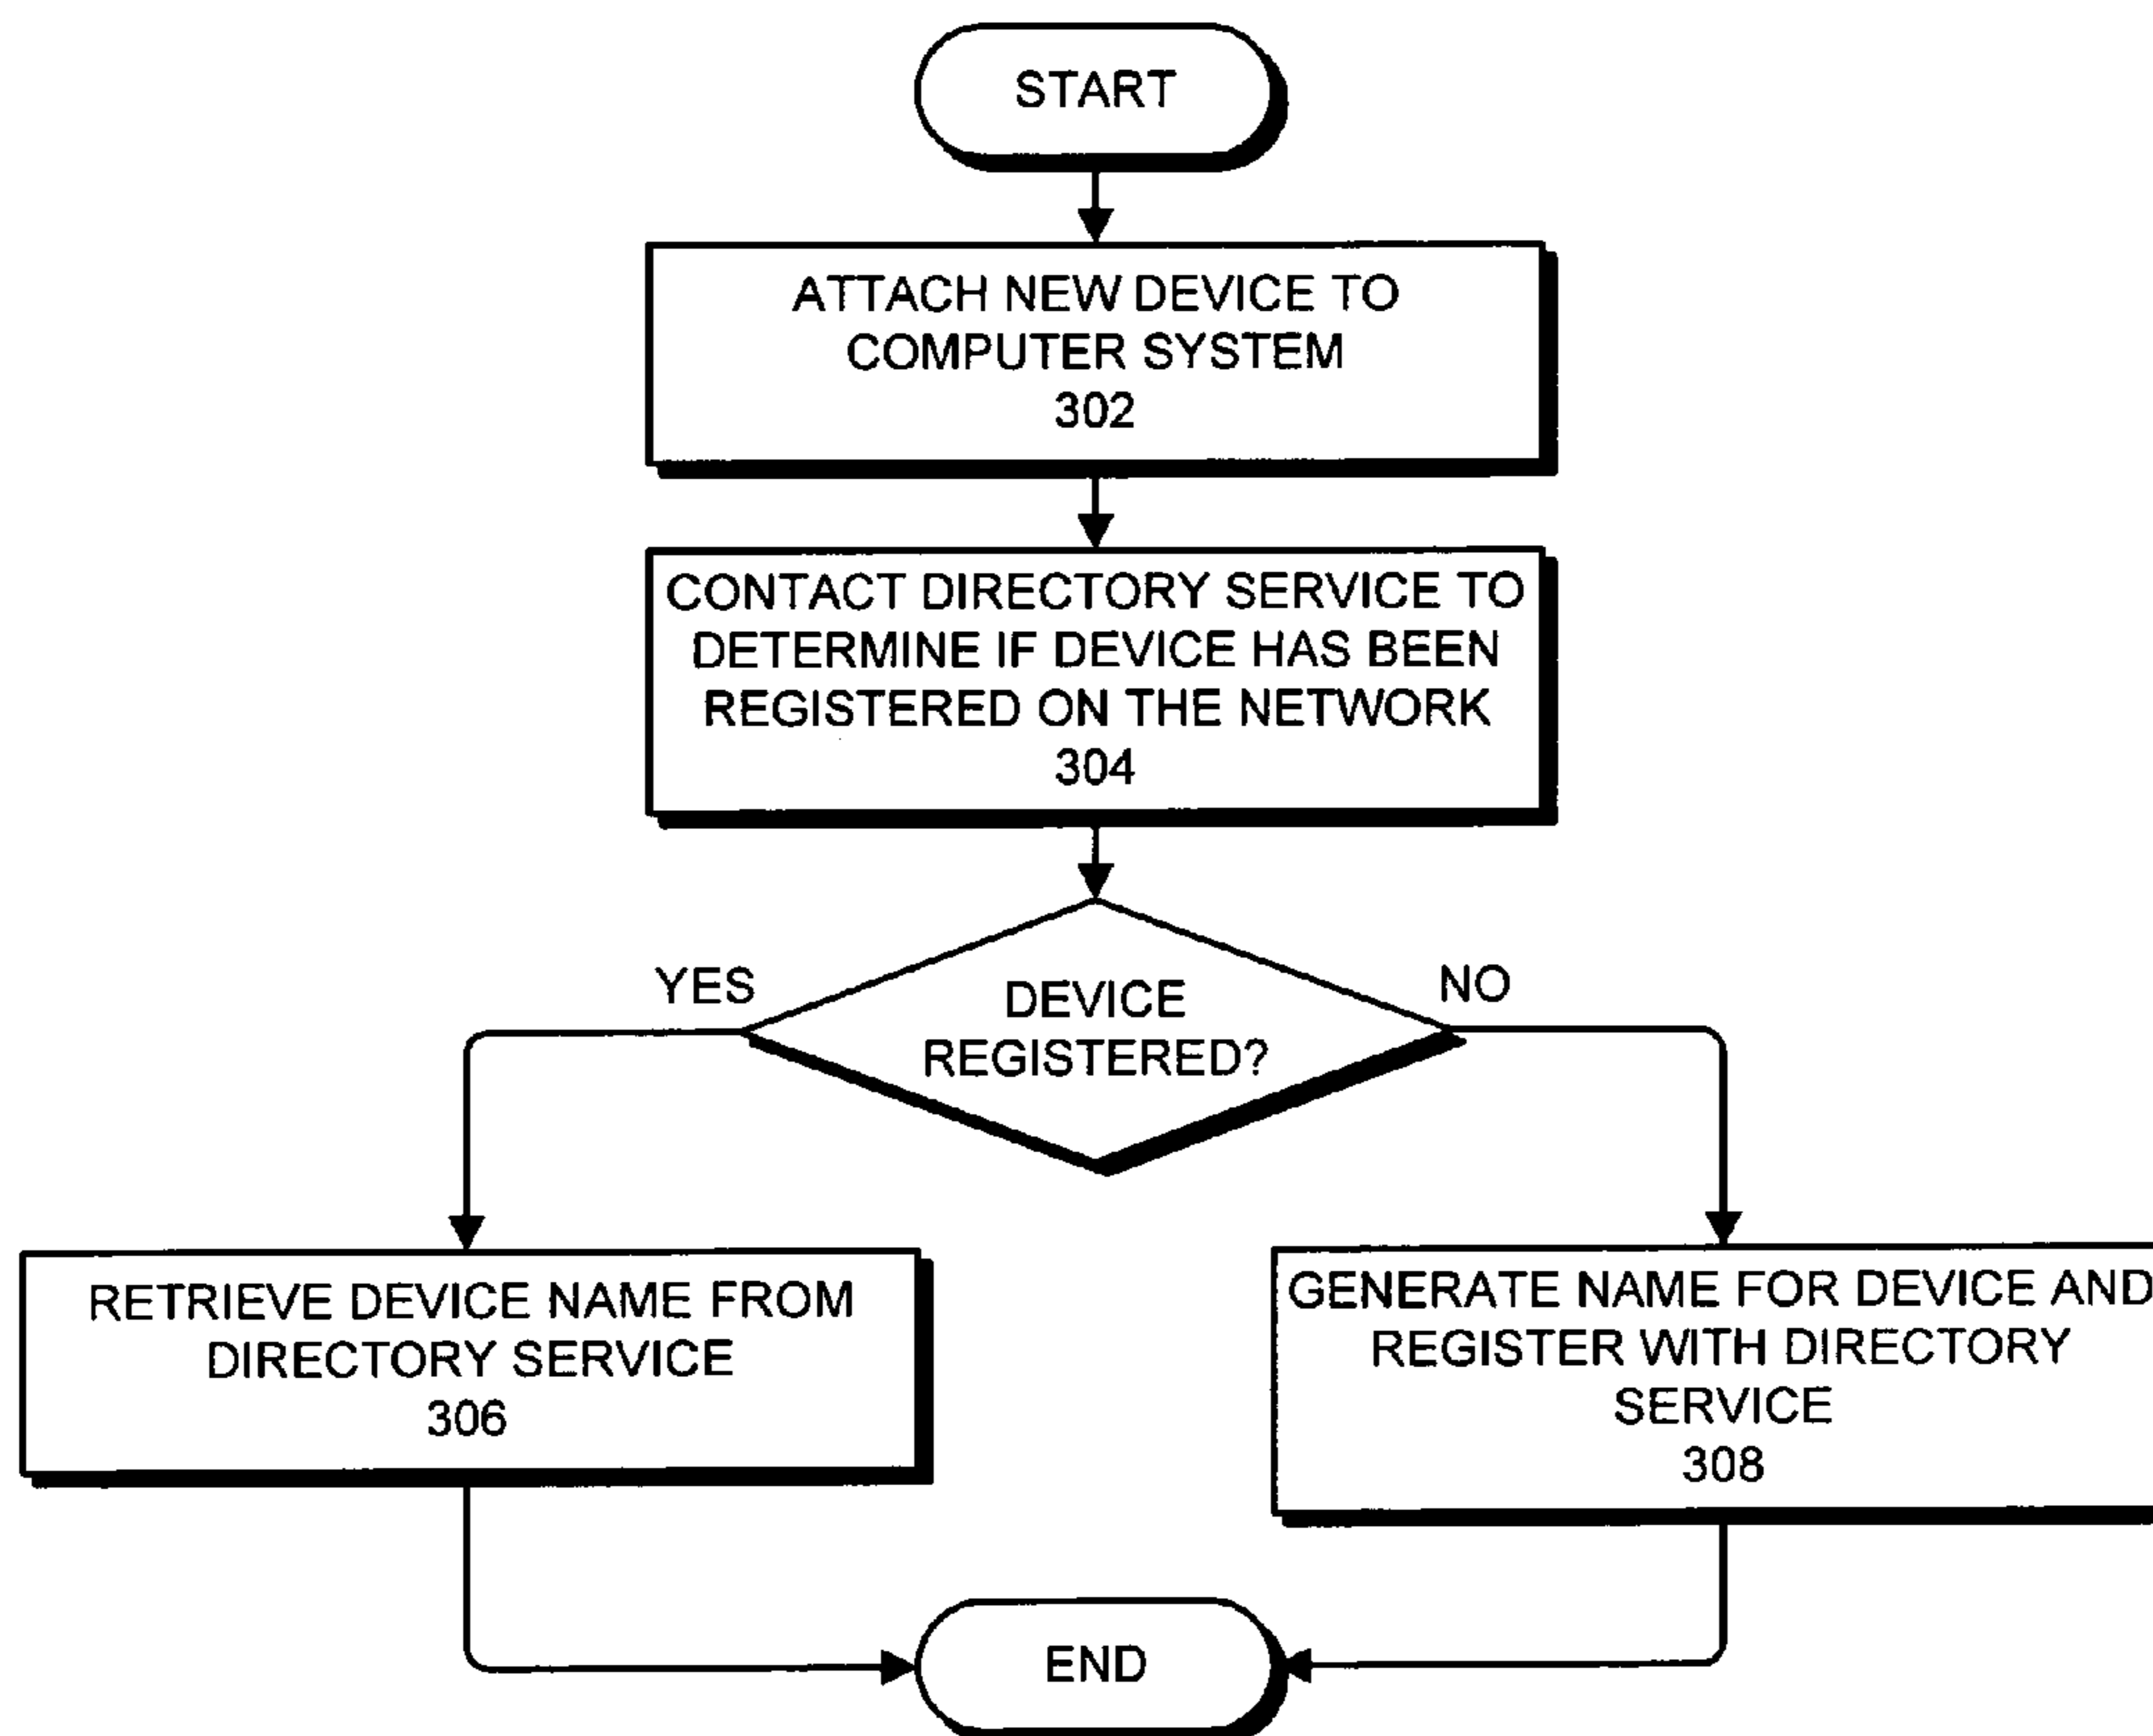 START
ATTACH NEW DEVICE TO
COMPUTER SYSTEM
302
CONTACT DIRECTORY SERVICE TO
DETERMINE IF DEVICE HAS BEEN
REGISTERED ON THE NETWORK
304
YES
DEVICE
REGISTERED?
NO
RETRIEVE DEVICE NAME FROM
DIRECTORY SERVICE
306
GENERATE NAME FOR DEVICE AND
REGISTER WITH DIRECTORY
SERVICE
308
END